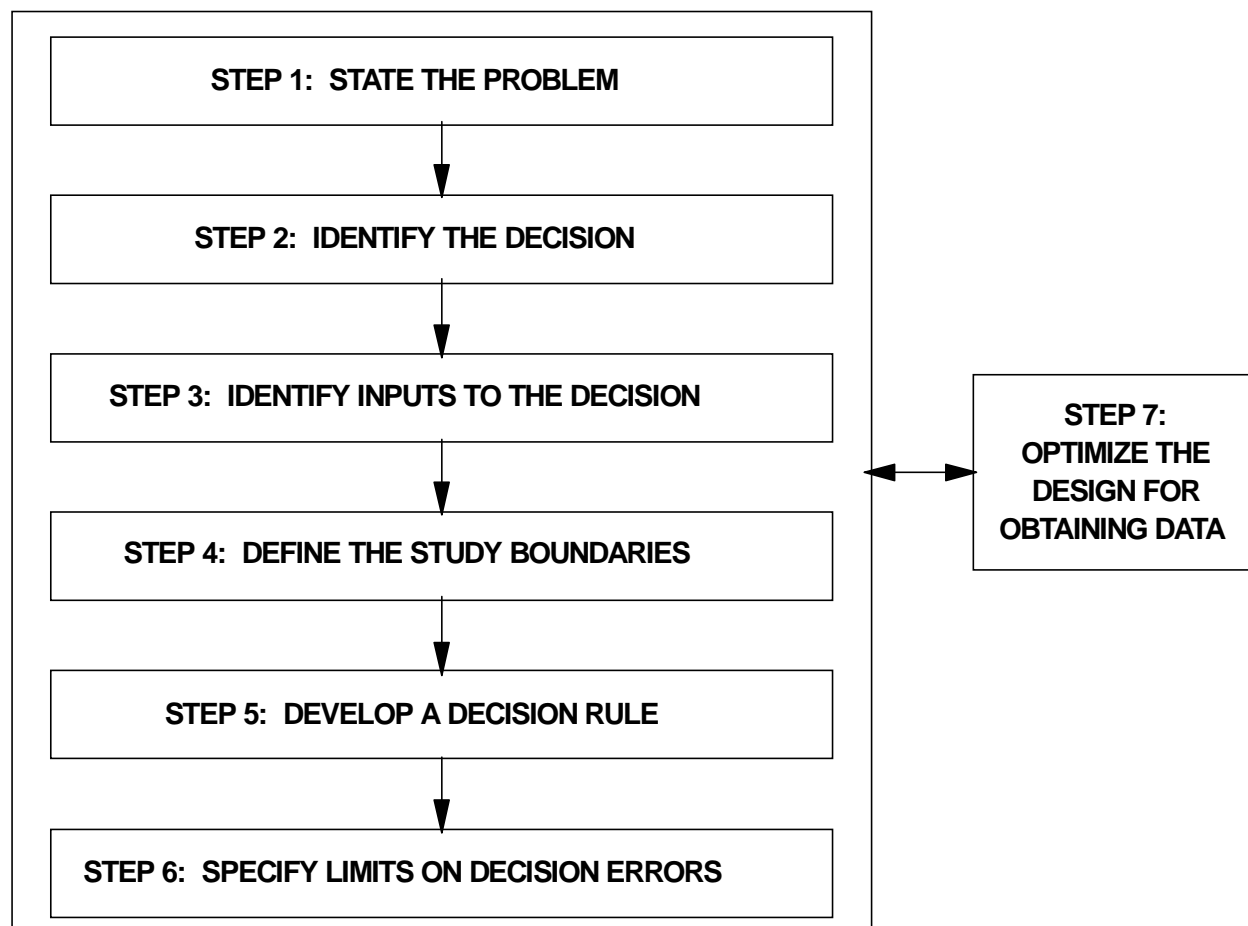 STEP 1: STATE THE PROBLEM
STEP 2: IDENTIFY THE DECISION
STEP 3: IDENTIFY INPUTS TO THE DECISION
STEP 4: DEFINE THE STUDY BOUNDARIES
STEP 5: DEVELOP A DECISION RULE
STEP 6: SPECIFY LIMITS ON DECISION ERRORS
STEP 7:
OPTIMIZE THE
DESIGN FOR
OBTAINING DATA